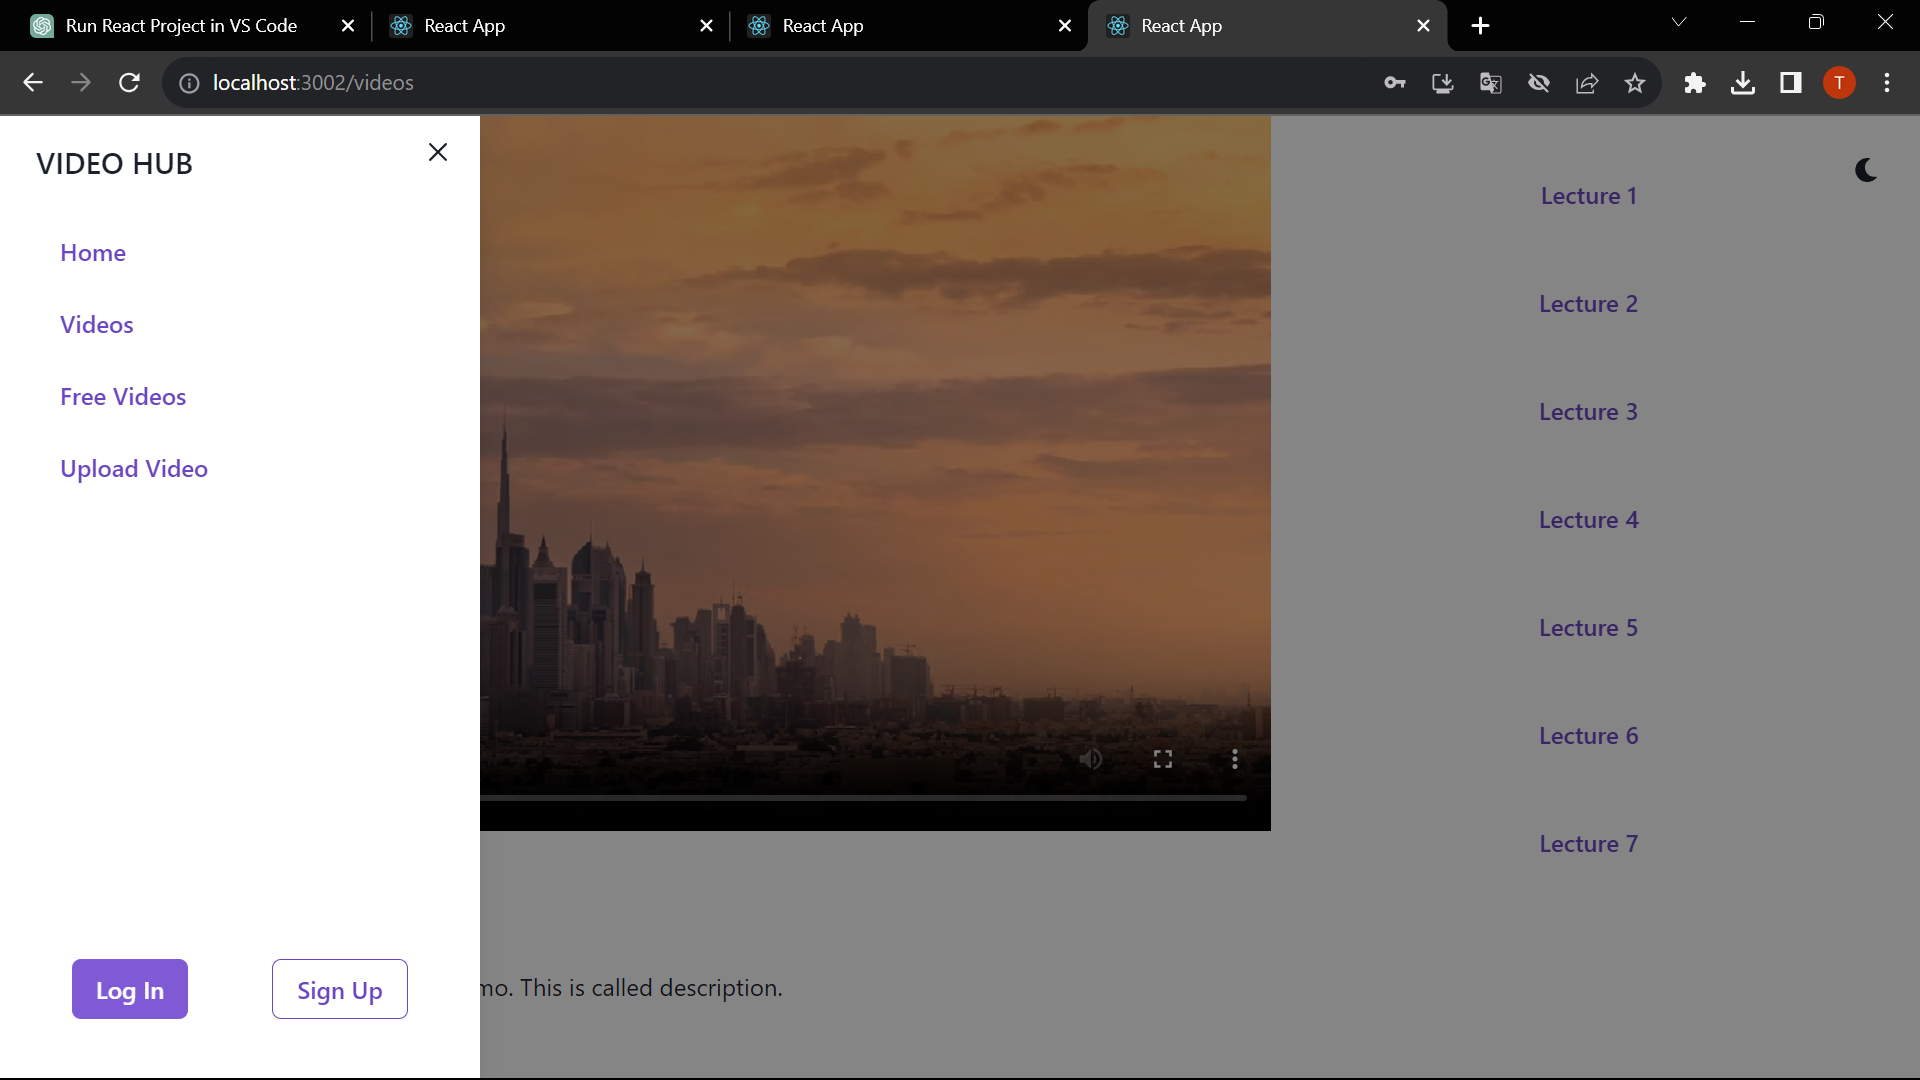 Run React Project in VS Code
React App
React App
React App
localhost:3002/videos
T
VIDEO HUB
Home
Videos
Free Videos
Upload Video
Log In
Sign Up
mo. This is called description.
Lecture 1
Lecture 2
Lecture 3
Lecture 4
Lecture 5
Lecture 6
Lecture 7